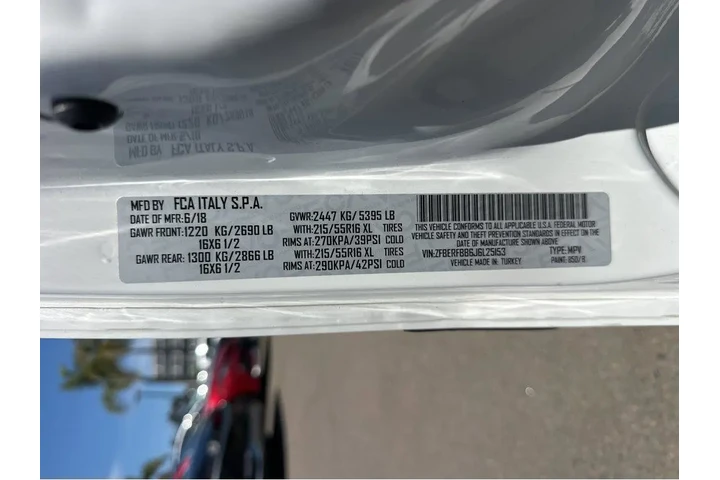 MFD BY FCA ITALY S.P.A.
DATE OF MFR:6/18 GVWR:2447 KG/5395 LB
GAWR FRONT:1220 KG/2690 LB WITH:215/55R16 XL TIRES
16X6 1/2 RIMS AT:270KPA/39PSI COLD
GAWR REAR: 1300 KG/2866 LB WITH:215/55R16 XL TIRES
16X6 1/2 RIMS AT:290KPA/42PSI COLD
THIS VEHICLE CONFORMS TO ALL APPLICABLE U.S.A. FEDERAL MOTOR
VEHICLE SAFETY, BUMPER, AND THEFT PREVENTION STANDARDS
IN EFFECT ON THE DATE OF MANUFACTURE SHOWN ABOVE.
VIN:ZFBERFBB6J6L25153 TYPE: MPV
VEHICLE MADE IN: TURKEY PAINT: 850/B